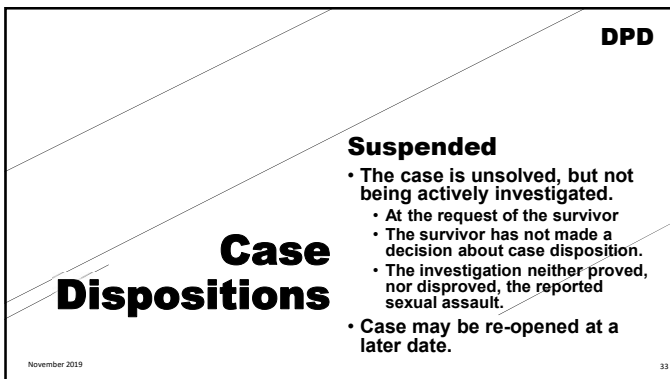 DPD
Case
Dispositions
Suspended
• The case is unsolved, but not
being actively investigated.
• At the request of the survivor
• The survivor has not made a
decision about case disposition.
• The investigation neither proved,
nor disproved, the reported
sexual assault.
• Case may be re-opened at a
later date.
November 2019
33